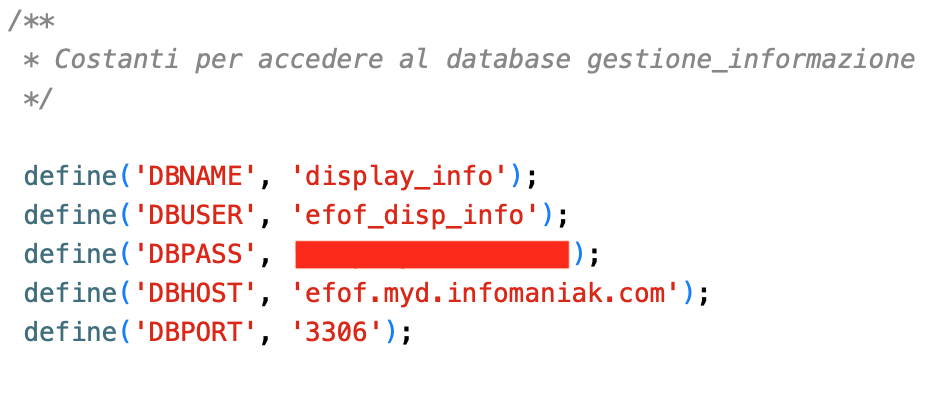 /**
* Costanti per accedere al database gestione_informazione
*/
define('DBNAME', 'display_info');
define('DBUSER', 'efof_disp_info');
define('DBPASS', );
define('DBHOST', 'efof.myd.infomaniak.com');
define('DBPORT', '3306');